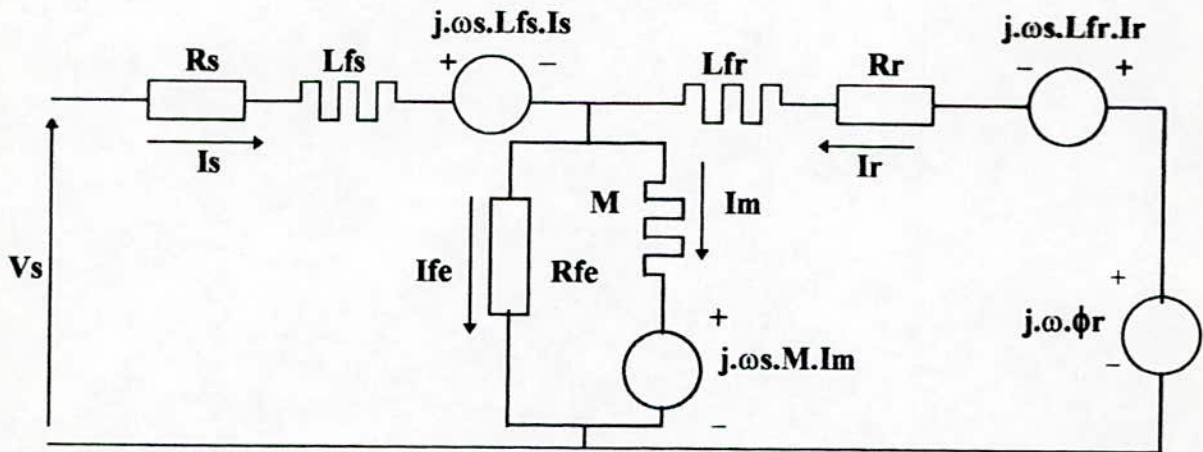 j.ωs.Lfs.Is
j.ωs.Lfr.Ir
Rs
Lfs
+
−
Lfr
Rr
−
+
Is
Ir
M
Im
Vs
Ife
Rfe
+
j.ωs.M.Im
−
+
j.ω.ϕr
−